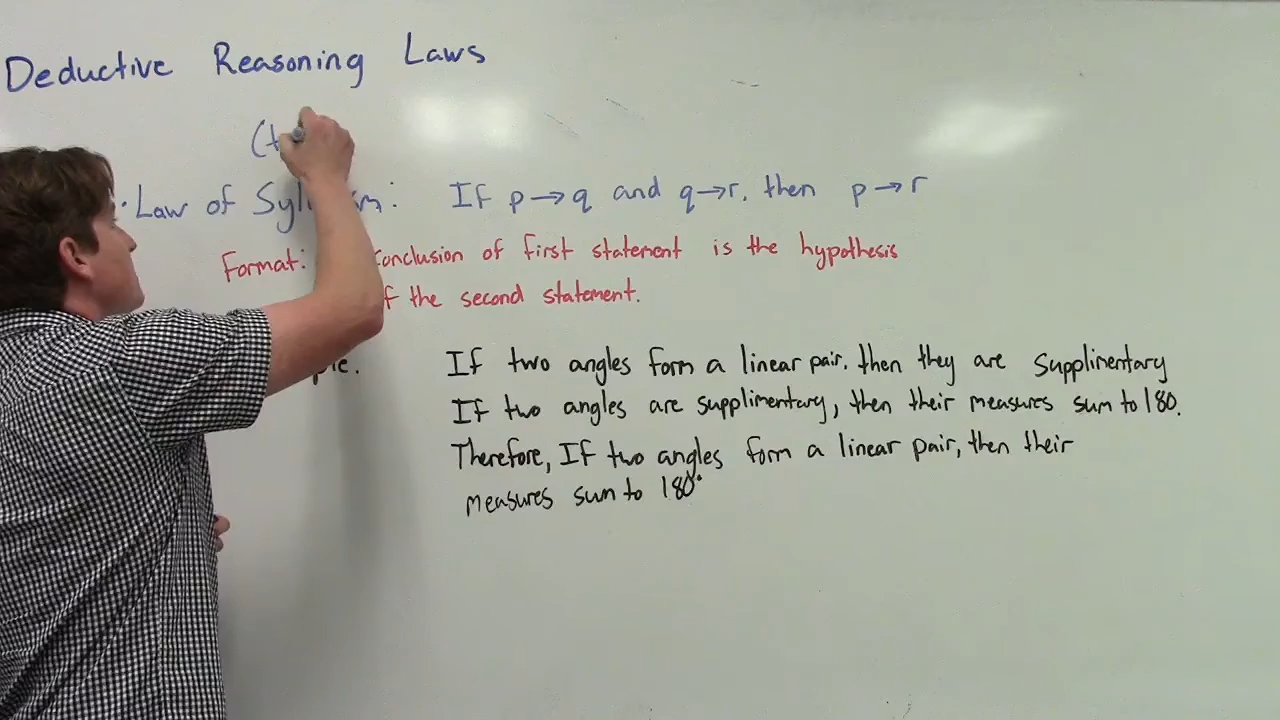 Deductive Reasoning Laws
(t
· Law of Syl m: If p→q and q→r, then p→r
Format: conclusion of first statement is the hypothesis
f the second statement.
ple. If two angles form a linear pair. then they are supplimentary
If two angles are supplimentary, then their measures sum to 180.
Therefore, If two angles form a linear pair, then their
measures sum to 180°